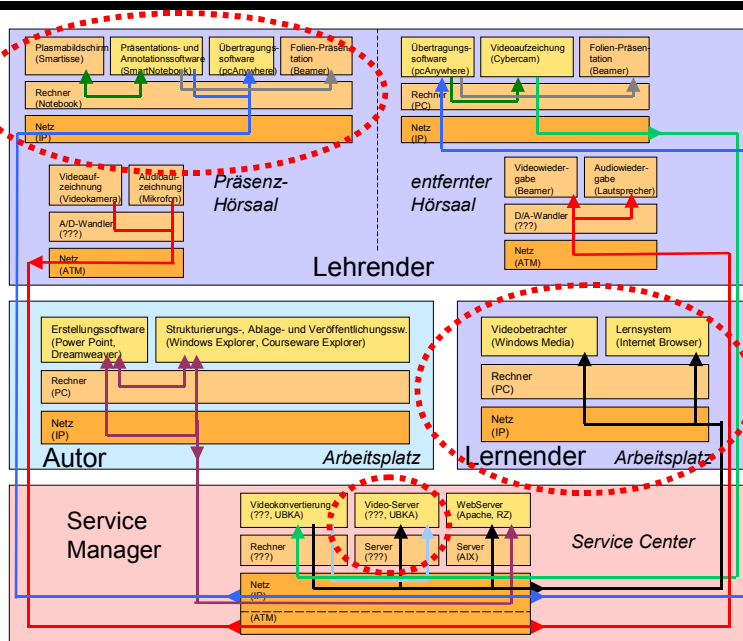 Plasmabildschirm
(Smartisse)
Präsentations- und
Annotationssoftware
(SmartNotebook)
Übertragungs-
software
(pcAnywhere)
Folien-Präsen-
tation
(Beamer)
Rechner
(Notebook)
Netz
(IP)
Übertragungs-
software
(pcAnywhere)
Videoaufzeichung
(Cybercam)
Folien-Präsen-
tation
(Beamer)
Rechner
(PC)
Netz
(IP)
Videoauf-
zeichnung
(Videokamera)
Audioauf-
zeichnung
(Mikrofon)
A/D-Wandler
(???)
Netz
(ATM)
Präsenz-
Hörsaal
entfernter
Hörsaal
Videowieder-
gabe
(Beamer)
Audiowieder-
gabe
(Lautsprecher)
D/A-Wandler
(???)
Netz
(ATM)
Lehrender
Erstellungssoftware
(Power Point,
Dreamweaver)
Strukturierungs-, Ablage- und Veröffentlichungssw.
(Windows Explorer, Courseware Explorer)
Rechner
(PC)
Netz
(IP)
Autor
Arbeitsplatz
Videobetrachter
(Windows Media)
Lernsystem
(Internet Browser)
Rechner
(PC)
Netz
(IP)
Lernender
Arbeitsplatz
Service
Manager
Videokonvertierung
(???, UBKA)
Video-Server
(???, UBKA)
WebServer
(Apache, RZ)
Rechner
(???)
Server
(???)
Server
(AIX)
Service Center
Netz
(IP)
(ATM)